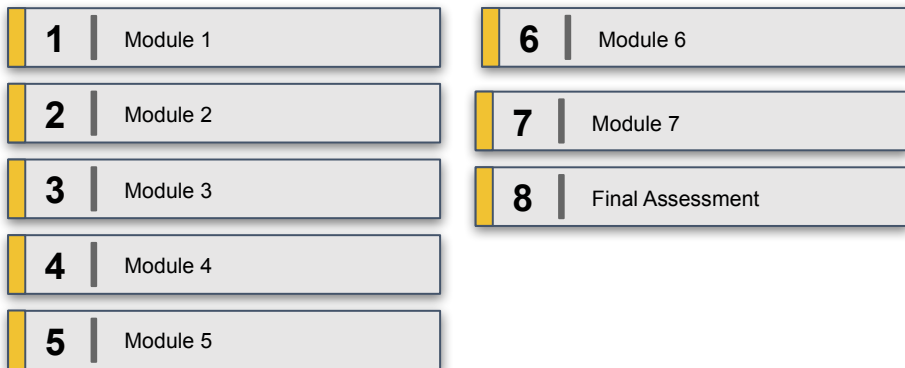 1 Module 1
2 Module 2
3 Module 3
4 Module 4
5 Module 5
6 Module 6
7 Module 7
8 Final Assessment